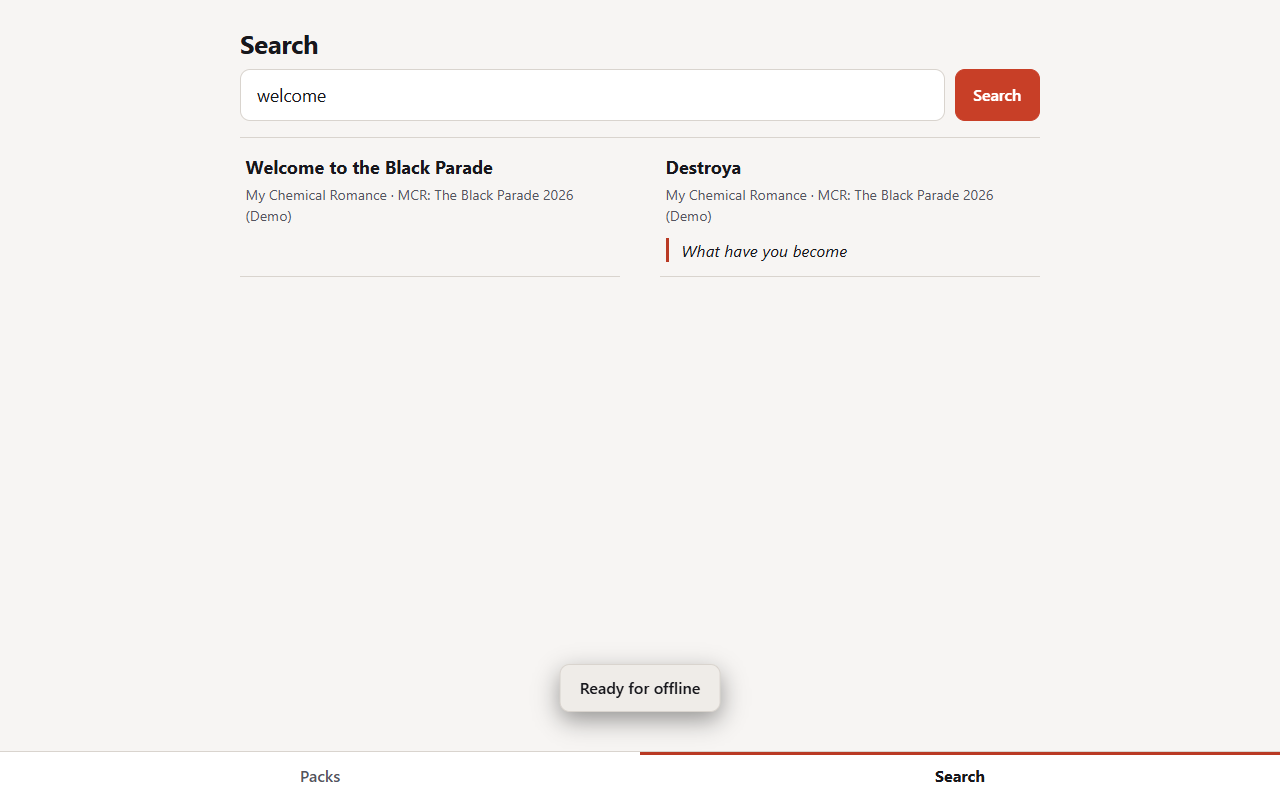 Search
welcome
Search
Welcome to the Black Parade
My Chemical Romance · MCR: The Black Parade 2026
(Demo)
Destroya
My Chemical Romance · MCR: The Black Parade 2026
(Demo)
What have you become
Ready for offline
Packs
Search